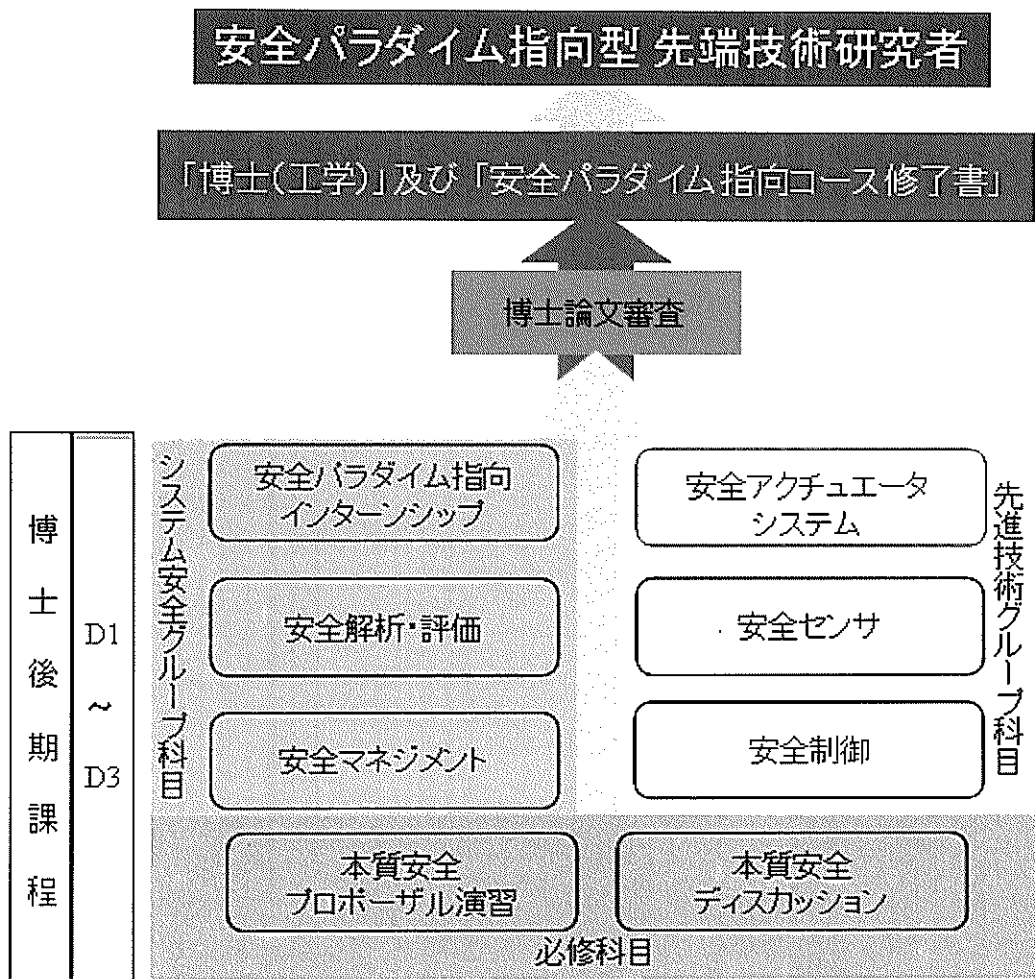 安全パラダイム指向型 先端技術研究者
「博士(工学)」及び「安全パラダイム指向コース修了書」
博士論文審査
博士後期課程
D1
~
D3
システム安全グループ科目
安全パラダイム指向
インターンシップ
安全解析・評価
安全マネジメント
安全アクチュエータ
システム
安全センサ
安全制御
先進技術グループ科目
本質安全
プロポーザル演習
本質安全
ディスカッション
必修科目